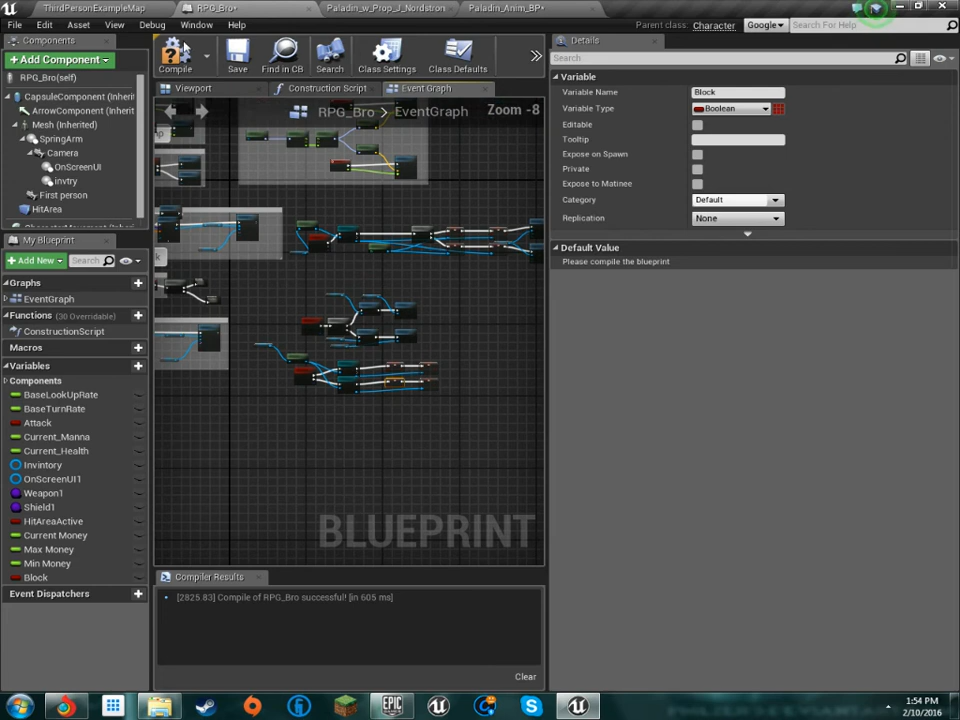 ThirdPersonExampleMap
RPG_Bro*
Paladin_w_Prop_J_Nordstron
Paladin_Anim_BP*
File Edit Asset View Debug Window Help
Parent class: Character
Google
Search For Help
Components
Add Component
RPG_Bro(self)
CapsuleComponent (Inherit
ArrowComponent (Inherit
Mesh (Inherited)
SpringArm
Camera
OnScreenUI
invtry
First person
HitArea
My Blueprint
Add New
Search
Graphs
EventGraph
Functions (30 Overridable)
ConstructionScript
Macros
Variables
Components
BaseLookUpRate
BaseTurnRate
Attack
Current_Manna
Current_Health
Invintory
OnScreenUI1
Weapon1
Shield1
HitAreaActive
Current Money
Max Money
Min Money
Block
Event Dispatchers
Compile
Save
Find in CB
Search
Class Settings
Class Defaults
Viewport
Construction Script
Event Graph
RPG_Bro > EventGraph
Zoom -8
BLUEPRINT
Compiler Results
[2825.83] Compile of RPG_Bro successful! [in 605 ms]
Clear
Details
Search
Variable
Variable Name Block
Variable Type Boolean
Editable
Tooltip
Expose on Spawn
Private
Expose to Matinee
Category Default
Replication None
Default Value
Please compile the blueprint
EPIC
1:54 PM
2/10/2016